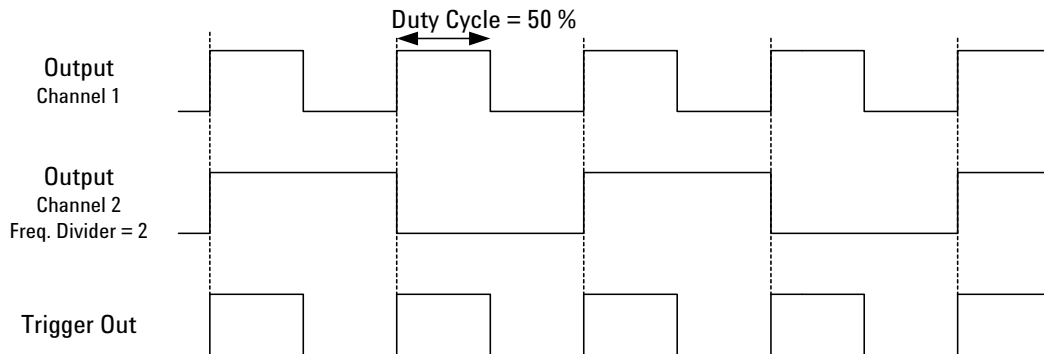 Duty Cycle = 50 %
Output
Channel 1
Output
Channel 2
Freq. Divider = 2
Trigger Out